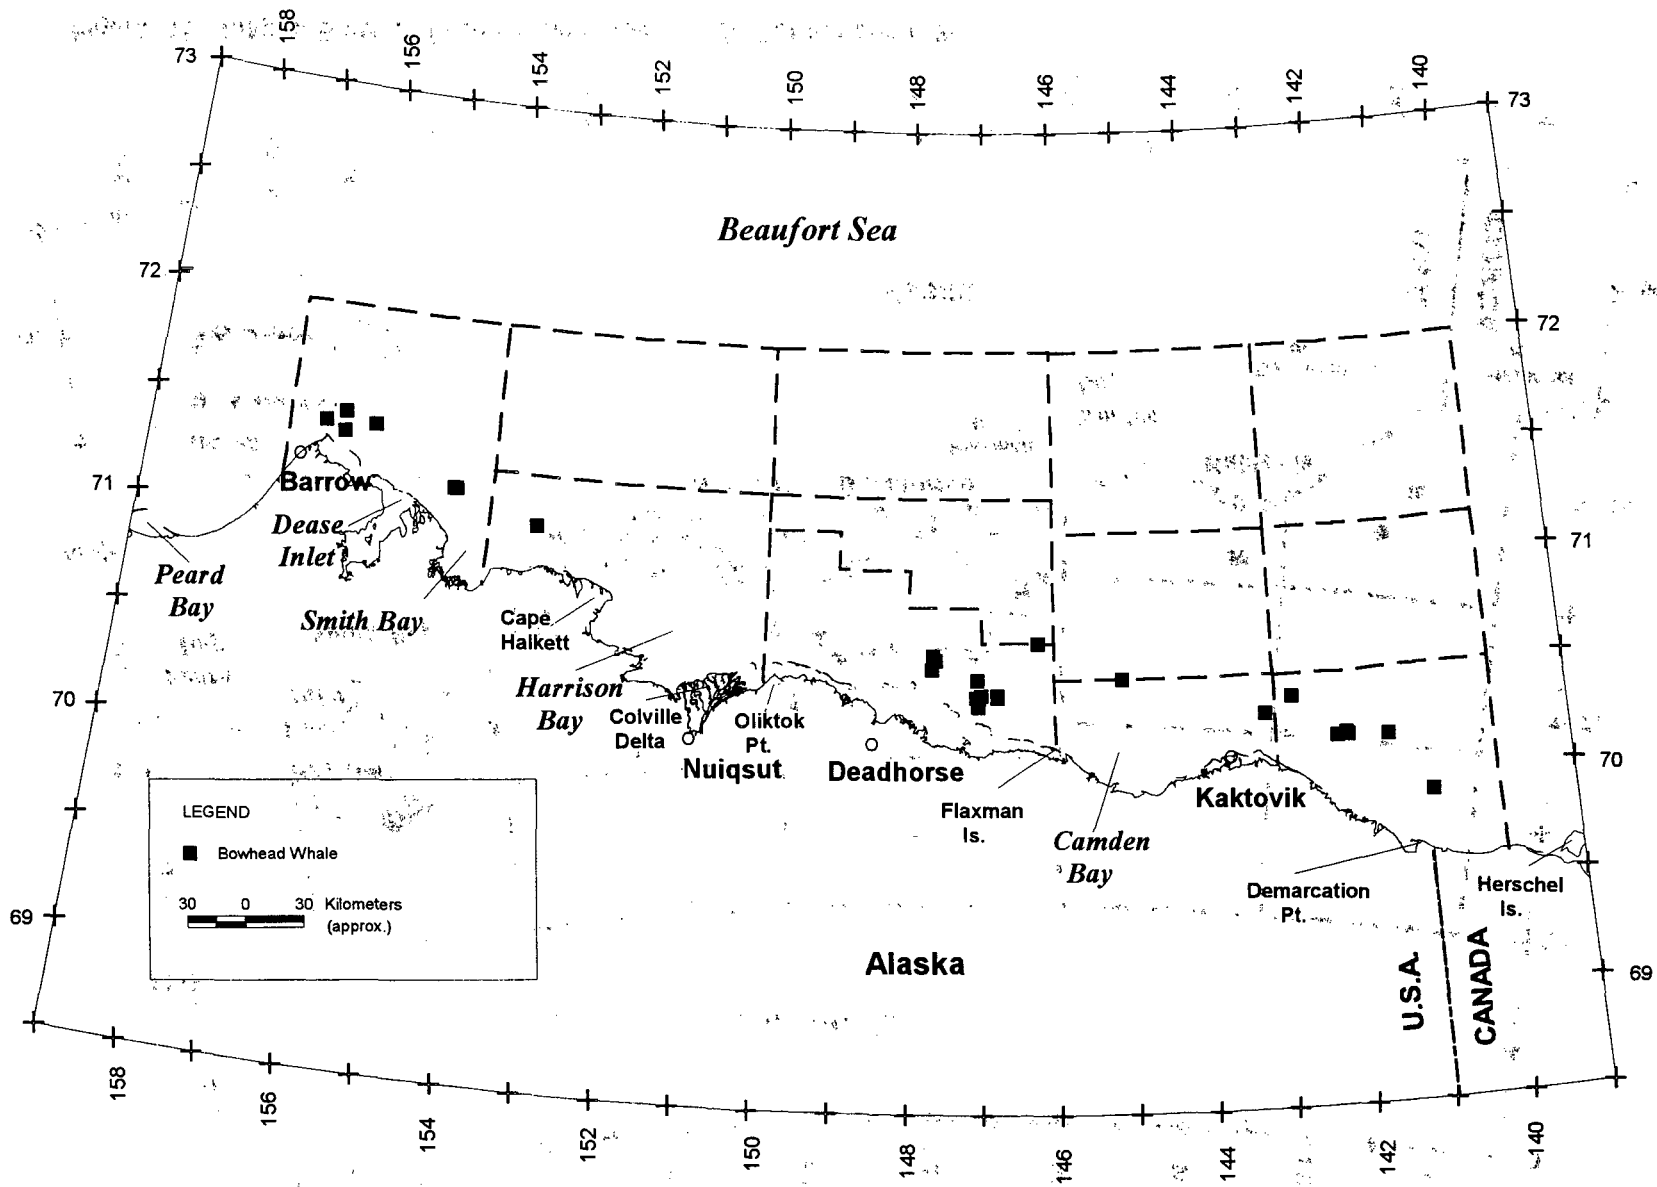 158
156
154
152
150
148
146
144
142
140
73
73
Beaufort Sea
72
72
Barrow
71
Dease
Inlet
71
Peard
Bay
Smith Bay
Cape
Halkett
Harrison
Bay
70
Colville
Delta
Oliktok
Pt.
70
Nuiqsut
Deadhorse
Kaktovik
Flaxman
Is.
Camden
Bay
LEGEND
Bowhead Whale
30 0 30 Kilometers
(approx.)
Demarcation
Pt.
Herschel
Is.
69
69
Alaska
U.S.A.
CANADA
158
156
154
152
150
148
146
144
142
140